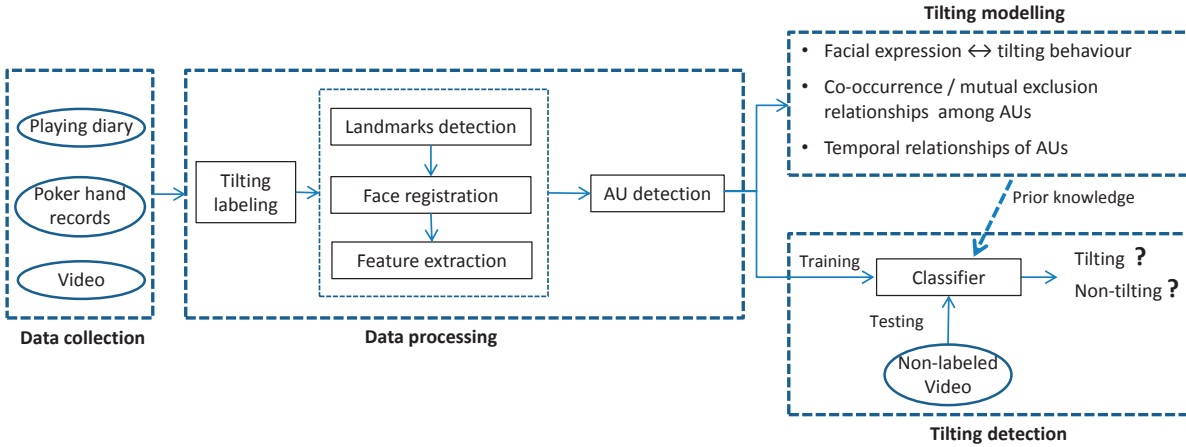 Tilting modelling
• Facial expression ↔ tilting behaviour
• Co-occurrence / mutual exclusion
relationships among AUs
• Temporal relationships of AUs
Playing diary
Poker hand
records
Video
Data collection
Tilting
labeling
Landmarks detection
Face registration
Feature extraction
AU detection
Data processing
Prior knowledge
Training
Classifier
Tilting ?
Non-tilting ?
Testing
Non-labeled
Video
Tilting detection